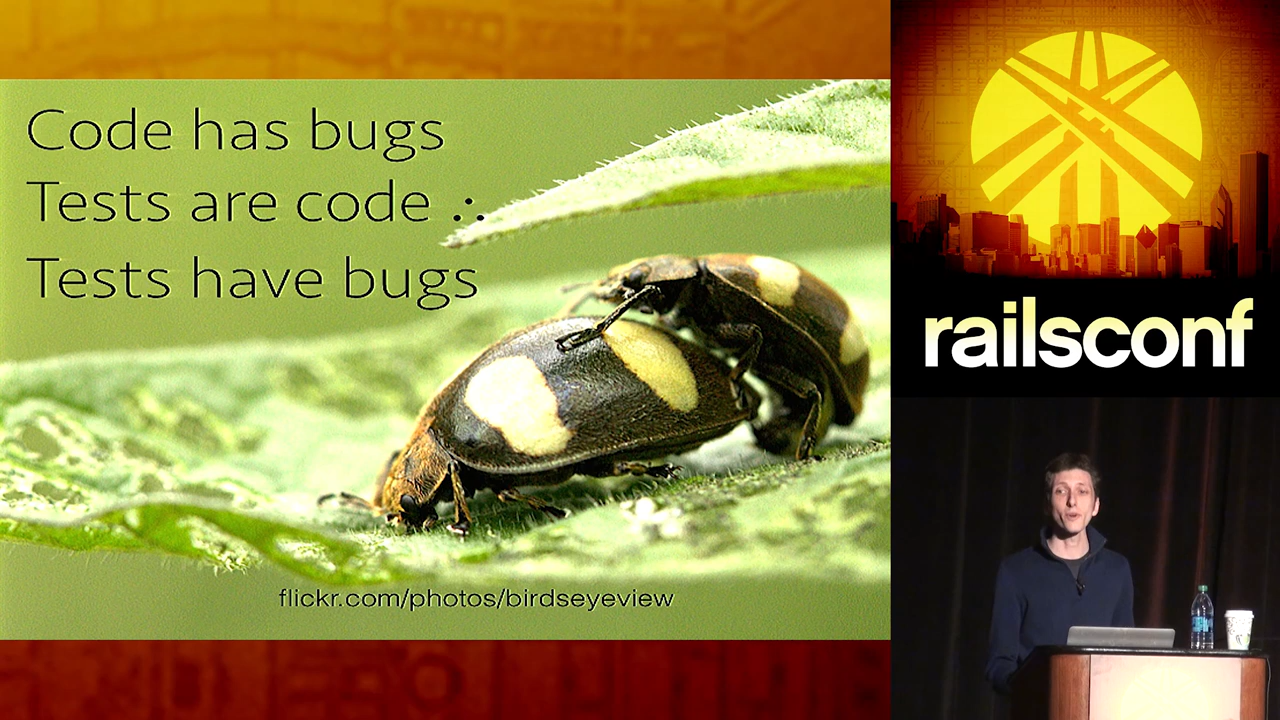 Code has bugs
Tests are code ∴
Tests have bugs
flickr.com/photos/birdseyeview
railsconf